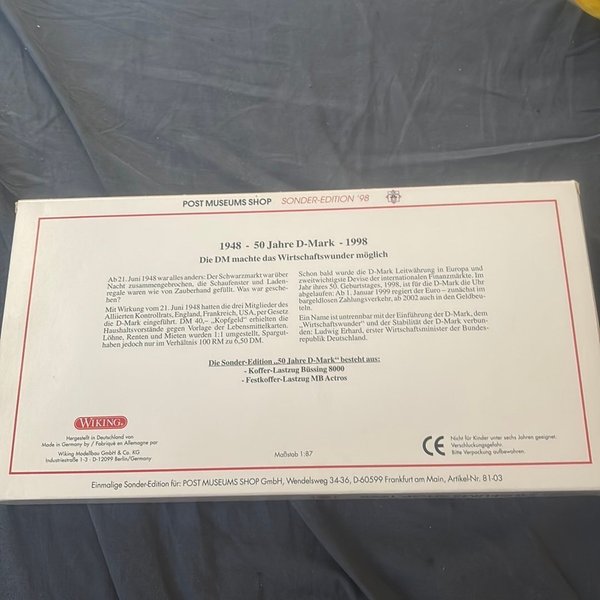 POST MUSEUMS SHOP SONDER-EDITION '98
1948 - 50 Jahre D-Mark - 1998
Die DM machte das Wirtschaftswunder möglich
Ab 21. Juni 1948 war alles anders: Der Schwarzmarkt war über
Nacht zusammengebrochen, die Schaufenster und Laden-
regale waren wie von Zauberhand gefüllt. Was war gesche-
hen?
Mit Wirkung vom 21. Juni 1948 hatten die drei Mitglieder des
Alliierten Kontrollrats, England, Frankreich, USA, per Gesetz
die D-Mark eingeführt. DM 40,- „Kopfgeld" erhielten die
Haushaltsvorstände gegen Vorlage der Lebensmittelkarten.
Löhne, Renten und Mieten wurden 1:1 umgestellt, Spargut-
haben jedoch nur im Verhältnis 100 RM zu 6,50 DM.
Schon bald wurde die D-Mark Leitwährung in Europa und
zweitwichtigste Devise der internationalen Finanzmärkte. Im
Jahr ihres 50. Geburtstages, 1998, ist für die D-Mark die Uhr
abgelaufen: Ab 1. Januar 1999 regiert der Euro – zunächst im
bargeldlosen Zahlungsverkehr, ab 2002 auch in den Geldbeu-
teln.
Ein Name ist untrennbar mit der Einführung der D-Mark, dem
„Wirtschaftswunder" und der Stabilität der D-Mark verbun-
den: Ludwig Erhard, erster Wirtschaftsminister der Bundes-
republik Deutschland.
Die Sonder-Edition „50 Jahre D-Mark" besteht aus:
- Koffer-Lastzug Büssing 8000
- Festkoffer-Lastzug MB Actros
WIKING
Hergestellt in Deutschland von
Made in Germany by / Fabriqué en Allemagne par
Wiking Modellbau GmbH & Co. KG
Industriestraße 1-3 · D-12099 Berlin/Germany
Maßstab 1:87
CE
Nicht für Kinder unter sechs Jahren geeignet.
Verschluckungsgefahr.
Bitte Verpackung aufbewahren.
Einmalige Sonder-Edition für: POST MUSEUMS SHOP GmbH, Wendelsweg 34-36, D-60599 Frankfurt am Main, Artikel-Nr. 81-03